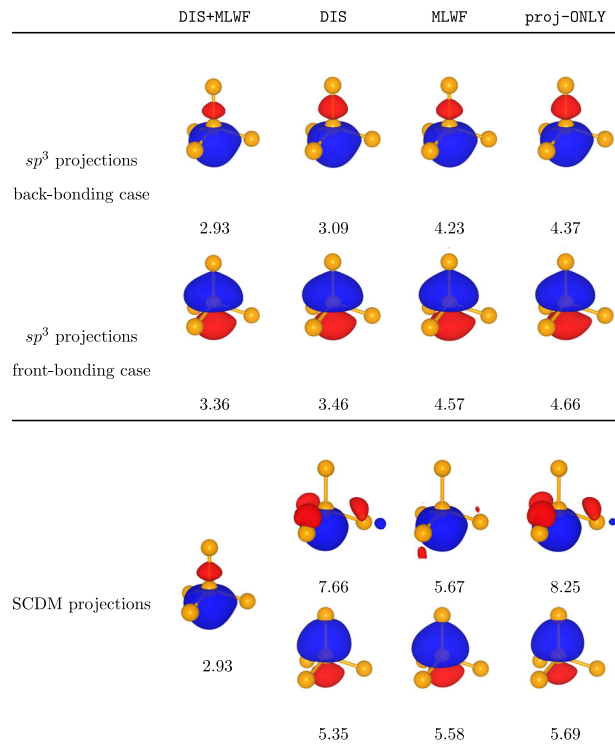 DIS+MLWF DIS MLWF proj-ONLY
sp³ projections
back-bonding case
2.93 3.09 4.23 4.37
sp³ projections
front-bonding case
3.36 3.46 4.57 4.66
7.66 5.67 8.25
SCDM projections
2.93
5.35 5.58 5.69